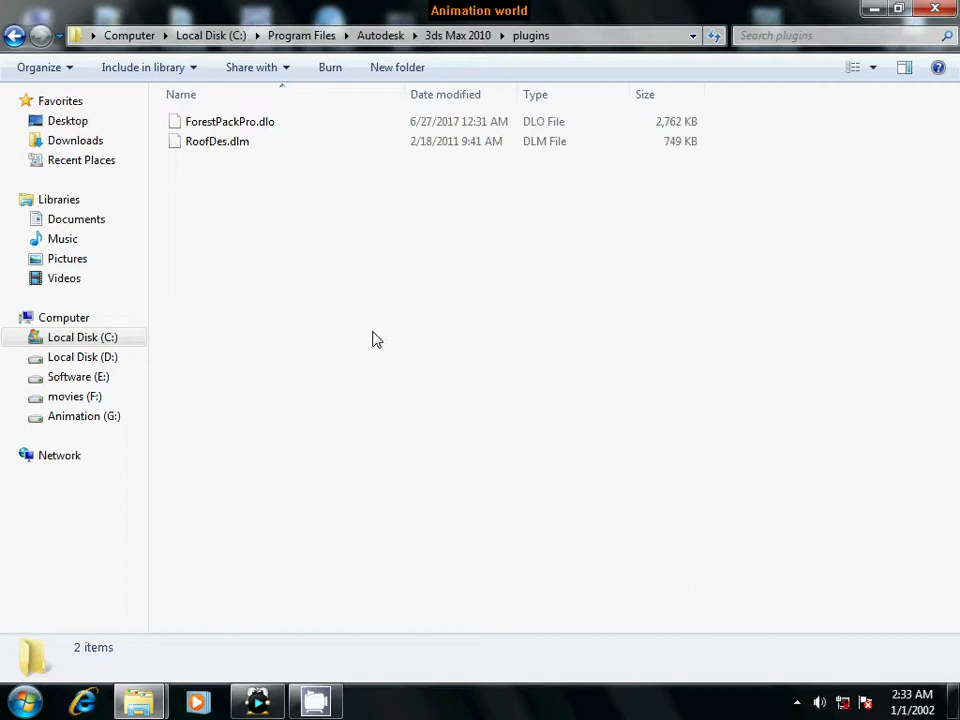 Animation world
Computer Local Disk (C:) Program Files Autodesk 3ds Max 2010 plugins
Search plugins
Organize Include in library Share with Burn New folder
Name Date modified Type Size
Favorites
Desktop
Downloads
Recent Places
Libraries
Documents
Music
Pictures
Videos
Computer
Local Disk (C:)
Local Disk (D:)
Software (E:)
movies (F:)
Animation (G:)
Network
ForestPackPro.dlo 6/27/2017 12:31 AM DLO File 2,762 KB
RoofDes.dlm 2/18/2011 9:41 AM DLM File 749 KB
2 items
2:33 AM
1/1/2002